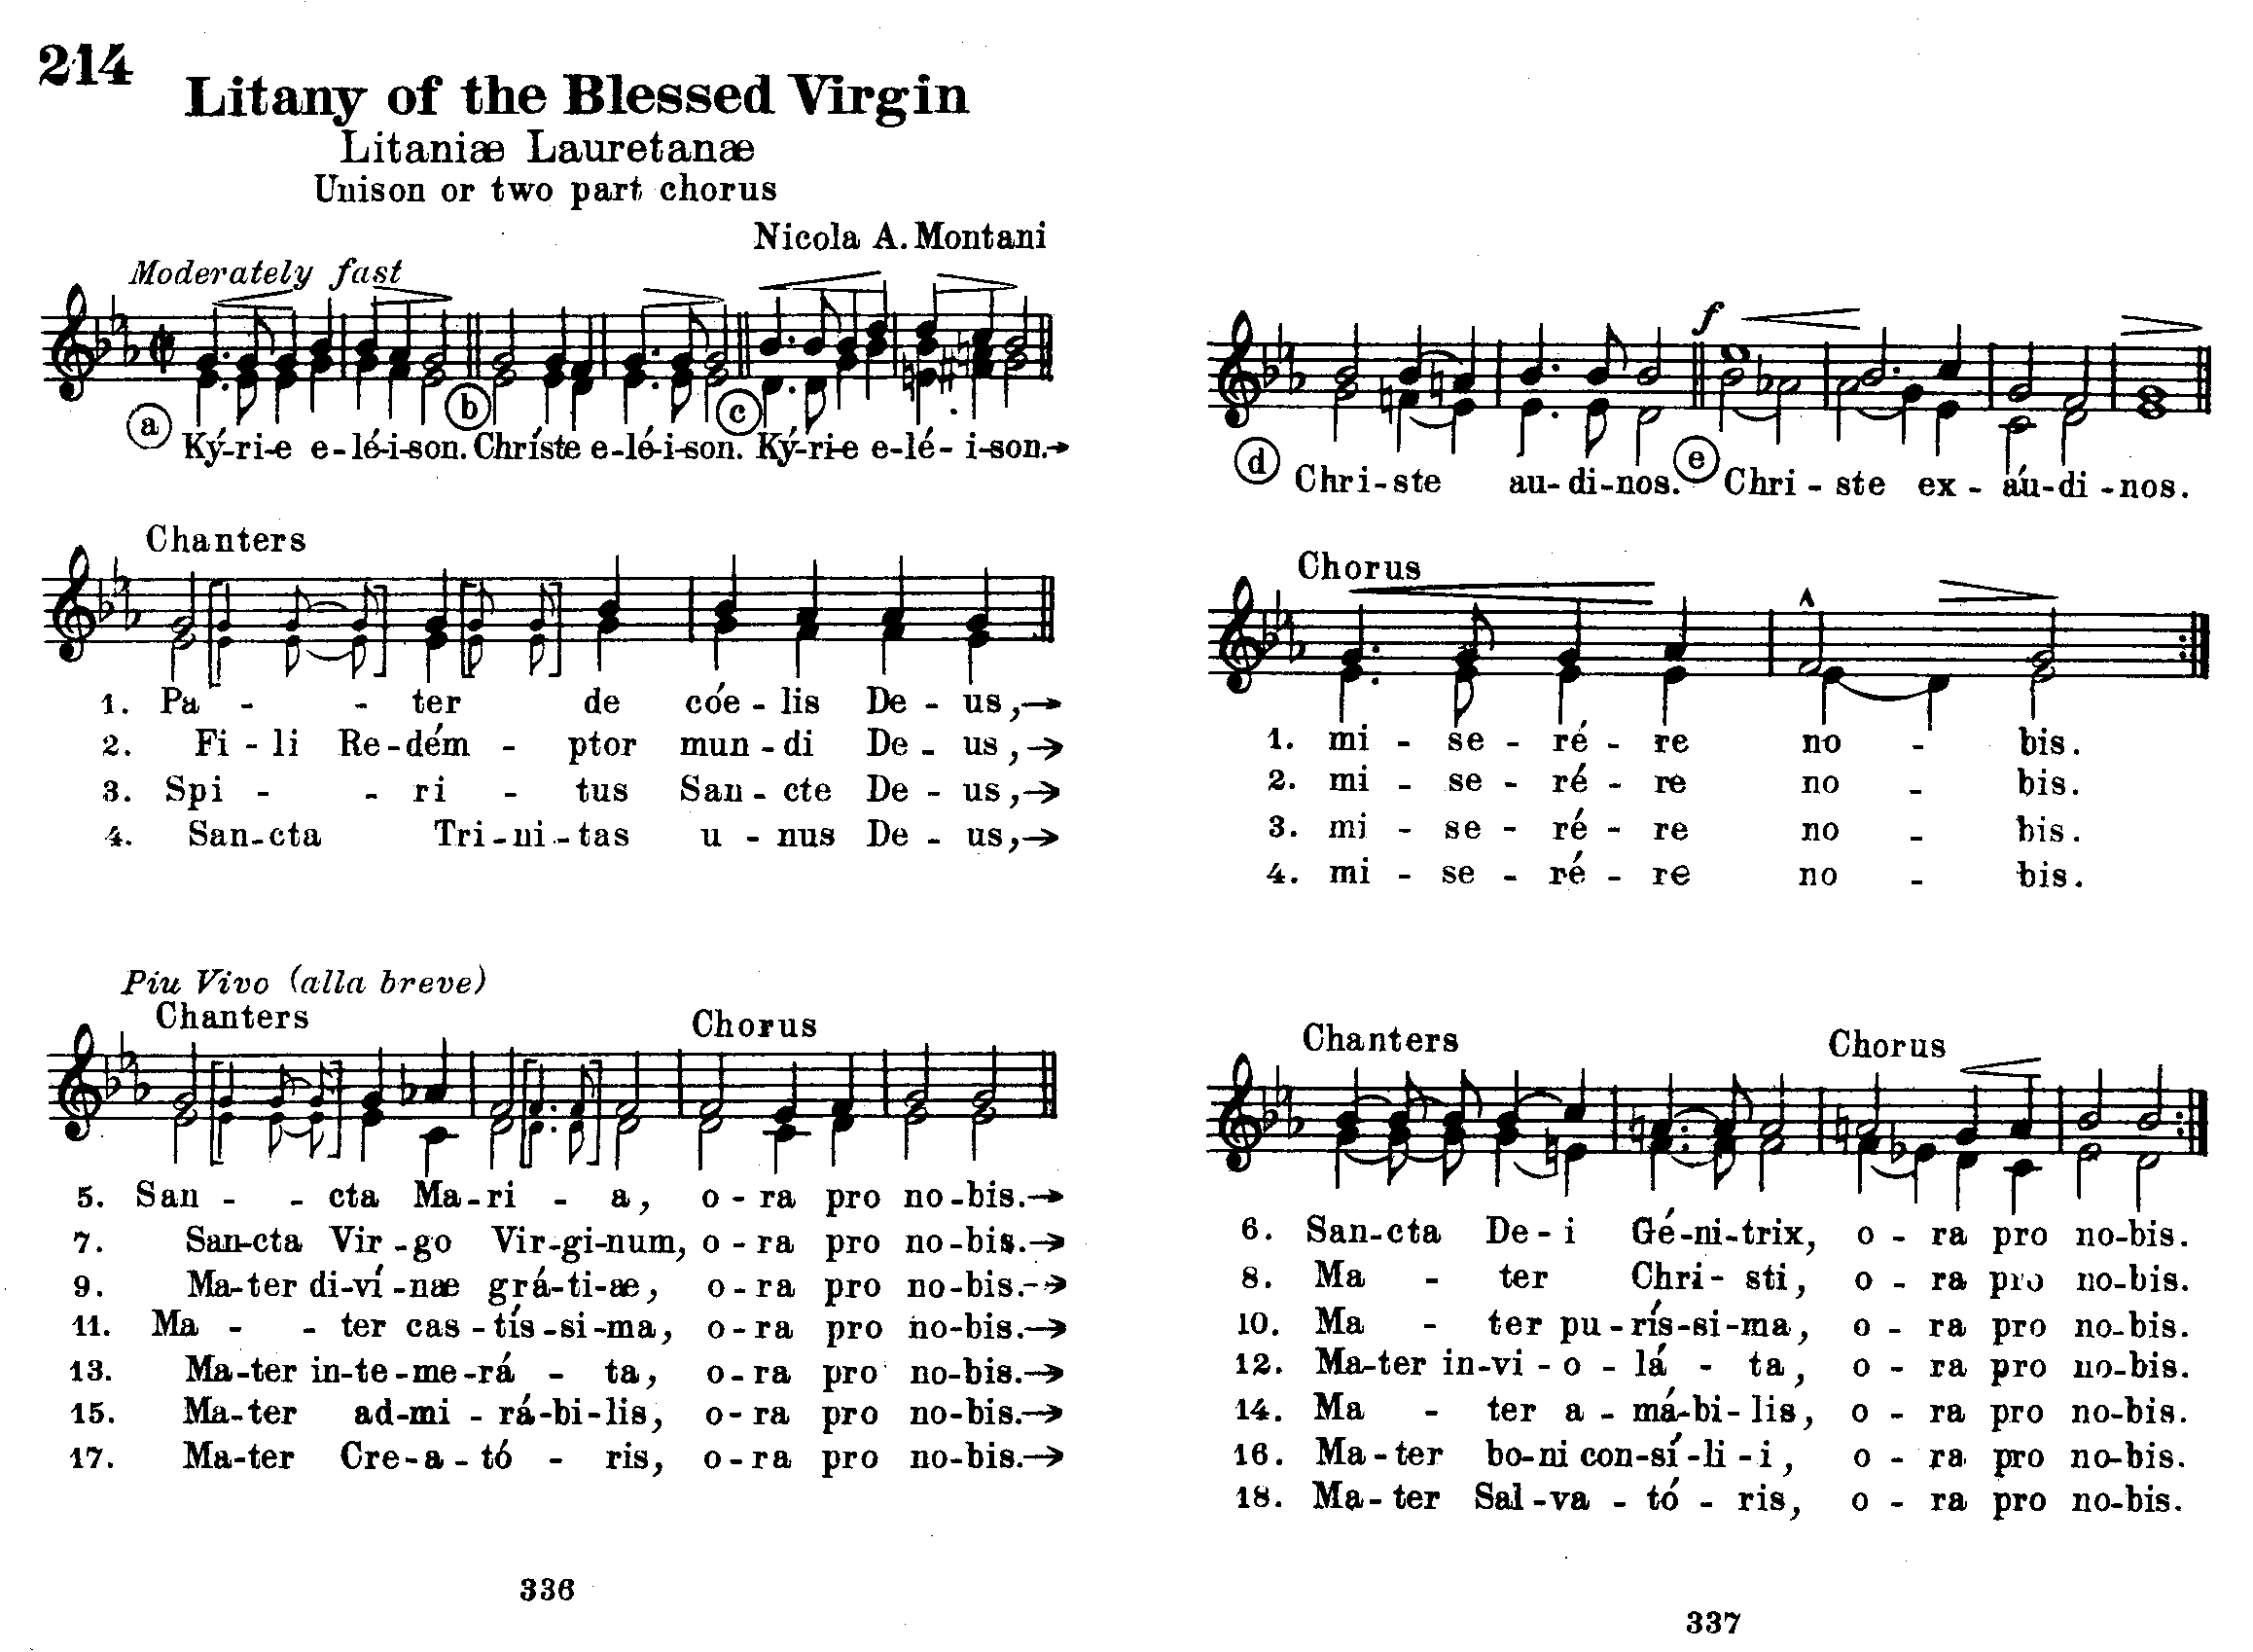 214
Litany of the Blessed Virgin
Litaniæ Lauretanæ
Unison or two part chorus
Nicola A. Montani
Moderately fast
a Ký-ri-e e-lé-i-son. b Chríste e-lé-i-son. c Ký-ri-e e-lé-i-son.→
Chanters
1. Pa - - ter de cóe-lis De-us,→
2. Fi-li Re-dém-ptor mun-di De-us,→
3. Spi - - ri - tus San-cte De-us,→
4. San-cta Tri-ni-tas u-nus De-us,→
Piu Vivo (alla breve)
Chanters Chorus
5. San - - cta Ma-ri - a, o-ra pro no-bis.→
7. San-cta Vir-go Vir-gi-num, o-ra pro no-bis.→
9. Ma-ter di-ví-næ grá-ti-æ, o-ra pro no-bis.→
11. Ma - - ter cas-tís-si-ma, o-ra pro no-bis.→
13. Ma-ter in-te-me-rá - ta, o-ra pro no-bis.→
15. Ma-ter ad-mi-rá-bi-lis, o-ra pro no-bis.→
17. Ma-ter Cre-a-tó - ris, o-ra pro no-bis.→
336
f
d Chri-ste au-di-nos. e Chri-ste ex-áu-di-nos.
Chorus
1. mi-se-ré-re no - bis.
2. mi-se-ré-re no - bis.
3. mi-se-ré-re no - bis.
4. mi-se-ré-re no - bis.
Chanters Chorus
6. San-cta De-i Gé-ni-trix, o-ra pro no-bis.
8. Ma - ter Chri-sti, o-ra pro no-bis.
10. Ma - ter pu-rís-si-ma, o-ra pro no-bis.
12. Ma-ter in-vi-o-lá-ta, o-ra pro no-bis.
14. Ma - ter a-má-bi-lis, o-ra pro no-bis.
16. Ma-ter bo-ni con-sí-li-i, o-ra pro no-bis.
18. Ma-ter Sal-va-tó-ris, o-ra pro no-bis.
337